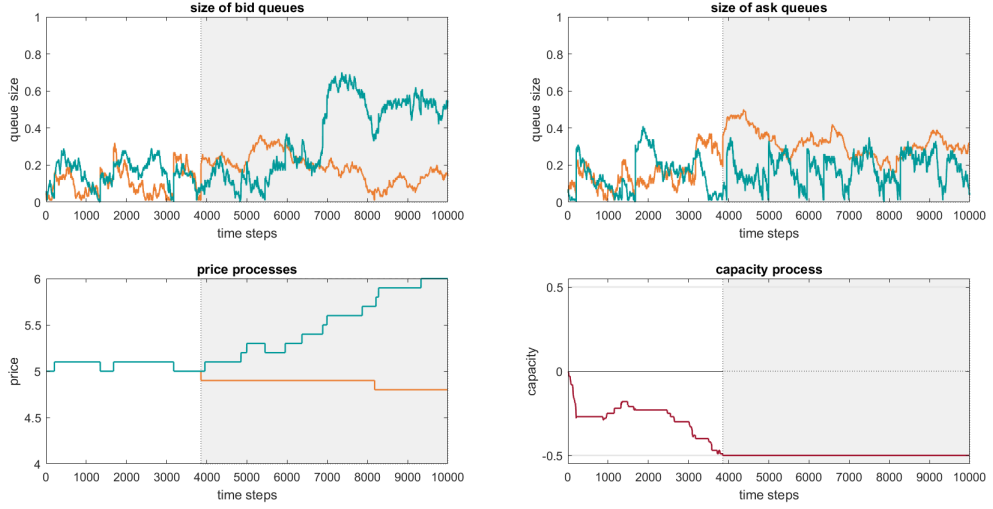 size of bid queues
1
0.8
0.6
0.4
0.2
0
queue size
0 1000 2000 3000 4000 5000 6000 7000 8000 9000 10000
time steps
size of ask queues
1
0.8
0.6
0.4
0.2
0
queue size
0 1000 2000 3000 4000 5000 6000 7000 8000 9000 10000
time steps
price processes
6
5.5
5
4.5
4
price
0 1000 2000 3000 4000 5000 6000 7000 8000 9000 10000
time steps
capacity process
0.5
0
-0.5
capacity
0 1000 2000 3000 4000 5000 6000 7000 8000 9000 10000
time steps